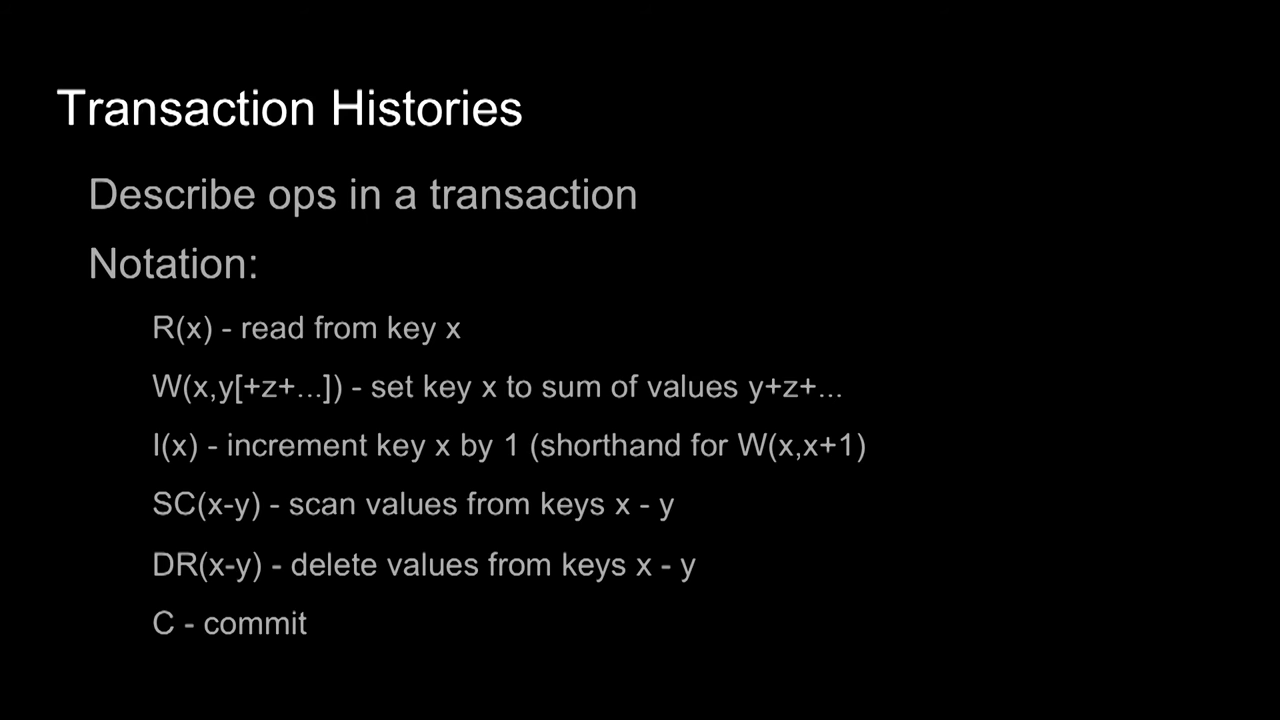 Transaction Histories
Describe ops in a transaction
Notation:
R(x) - read from key x
W(x,y[+z+...]) - set key x to sum of values y+z+...
I(x) - increment key x by 1 (shorthand for W(x,x+1)
SC(x-y) - scan values from keys x - y
DR(x-y) - delete values from keys x - y
C - commit